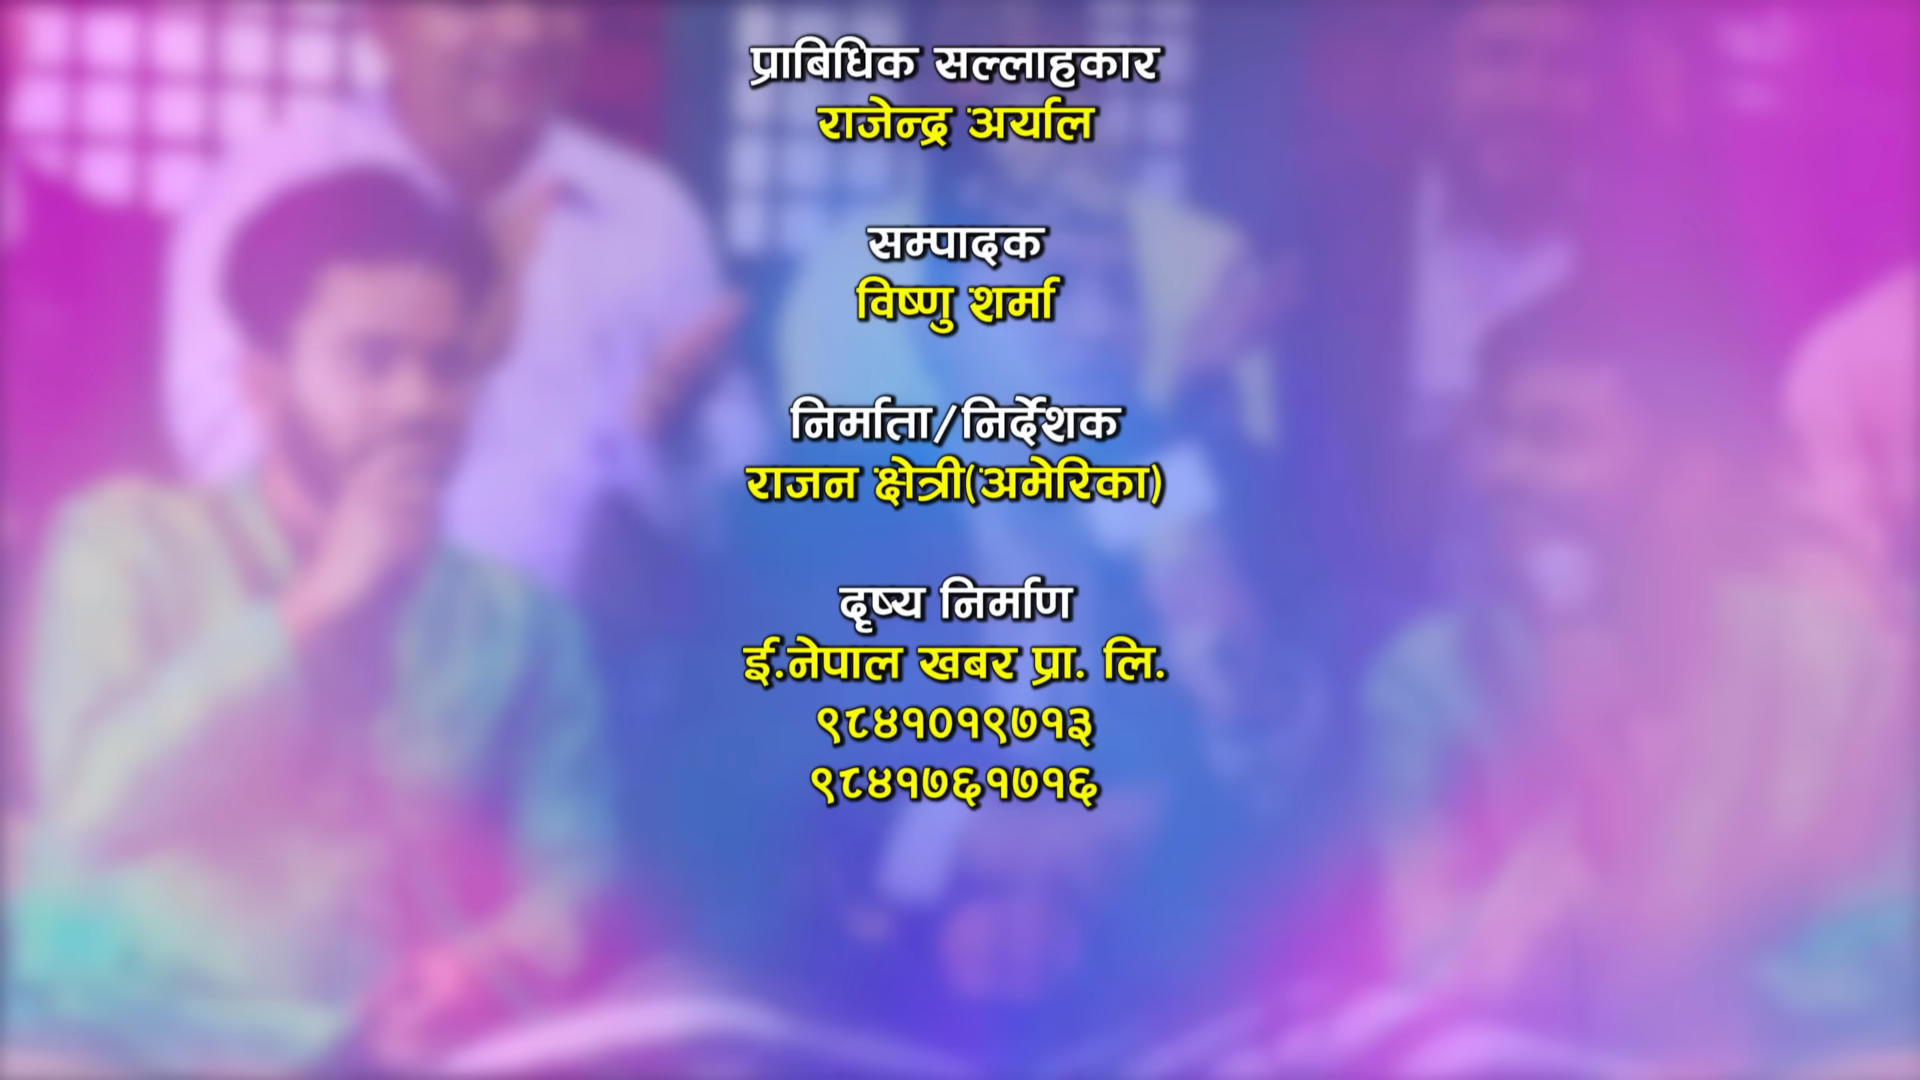 प्राबिधिक सल्लाहकार
राजेन्द्र अर्याल
सम्पादक
विष्णु शर्मा
निर्माता/निर्देशक
राजन क्षेत्री(अमेरिका)
दृष्य निर्माण
ई.नेपाल खबर प्रा. लि.
९८४१०१९७१३
९८४१७६१७१६